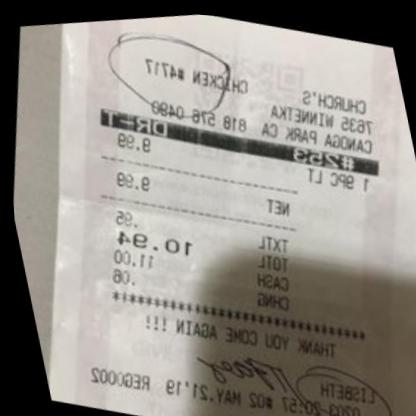 CHURCH'S CHICKEN #4717
7635 WINNETKA
CANOGA PARK CA 818 576 0490
#253 DR-T
1 9PC LT 9.99
NET 9.99
TXTL .95
TOTL 10.94
CASH 11.00
CHNG .06
THANK YOU COME AGAIN !!!
LISBETH
20:57 #02 MAY.21'19 REG0002